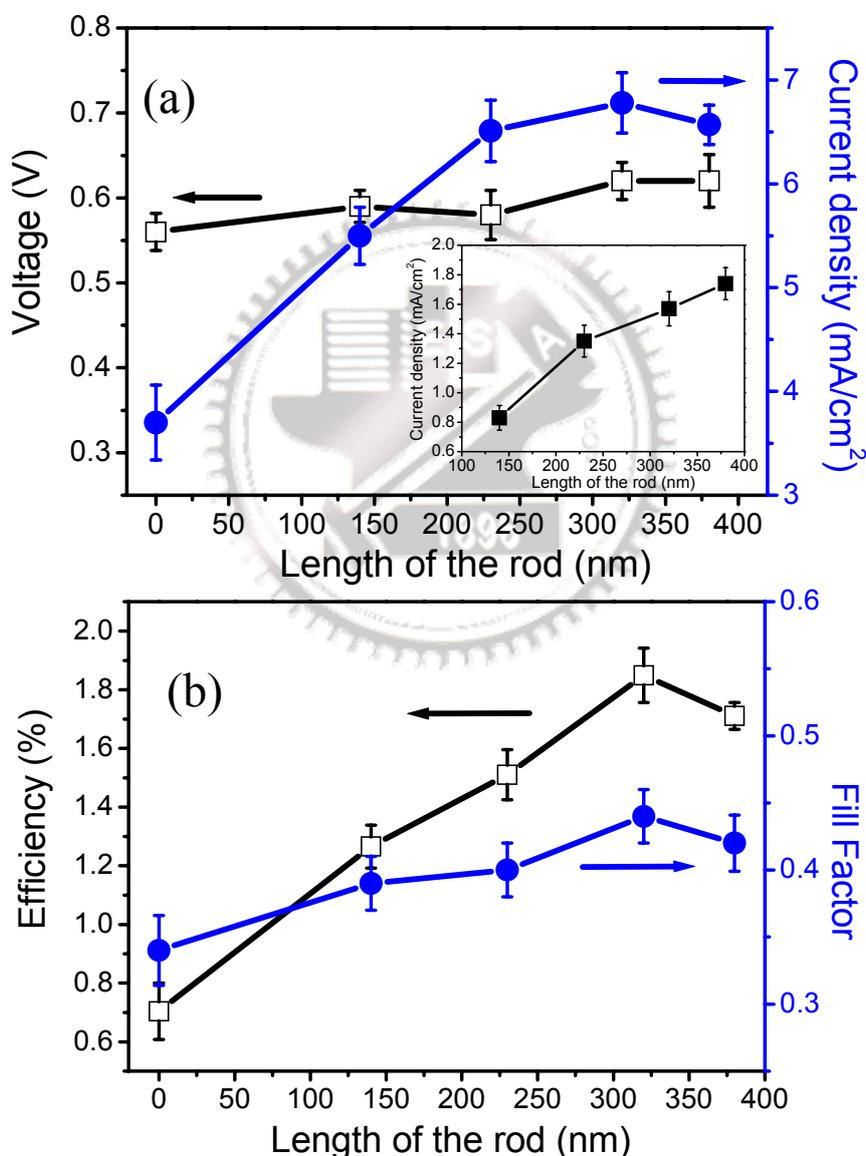 (a)
Voltage (V)
0.8
0.7
0.6
0.5
0.4
0.3
Current density (mA/cm²)
7
6
5
4
3
Current density (mA/cm²)
2.0
1.8
1.6
1.4
1.2
1.0
0.8
0.6
100 150 200 250 300 350 400
Length of the rod (nm)
0 50 100 150 200 250 300 350 400
Length of the rod (nm)
(b)
Efficiency (%)
2.0
1.8
1.6
1.4
1.2
1.0
0.8
0.6
Fill Factor
0.6
0.5
0.4
0.3
0 50 100 150 200 250 300 350 400
Length of the rod (nm)